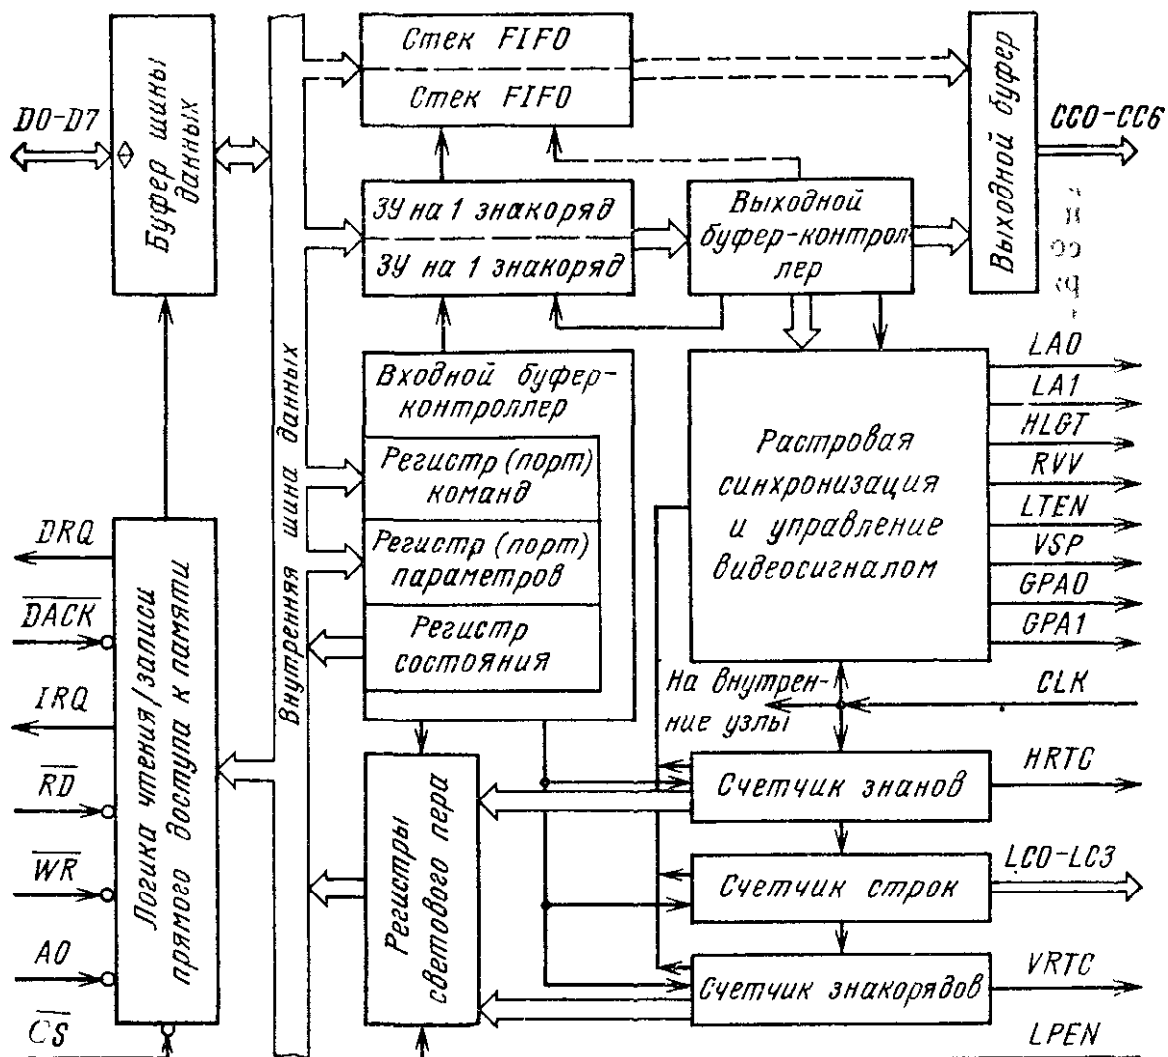 Стек FIFO
Стек FIFO
D0-D7
Буфер шины
данных
Выходной буфер
CC0-CC6
ЗУ на 1 знакоряд
ЗУ на 1 знакоряд
Выходной
буфер-контрол
лер
Внутренняя шина данных
Входной буфер-
контроллер
Регистр (порт)
команд
Регистр (порт)
параметров
Регистр
состояния
Растровая
синхронизация
и управление
видеосигналом
LA0
LA1
HLGT
RVV
LTEN
VSP
GPA0
GPA1
Логика чтения/записи
прямого доступа к памяти
DRQ
DACK
IRQ
RD
WR
A0
CS
На внутрен-
ние узлы
CLK
Регистры
светового пера
Счетчик знанов
HRTC
Счетчик строк
LC0-LC3
Счетчик знакорядов
VRTC
LPEN